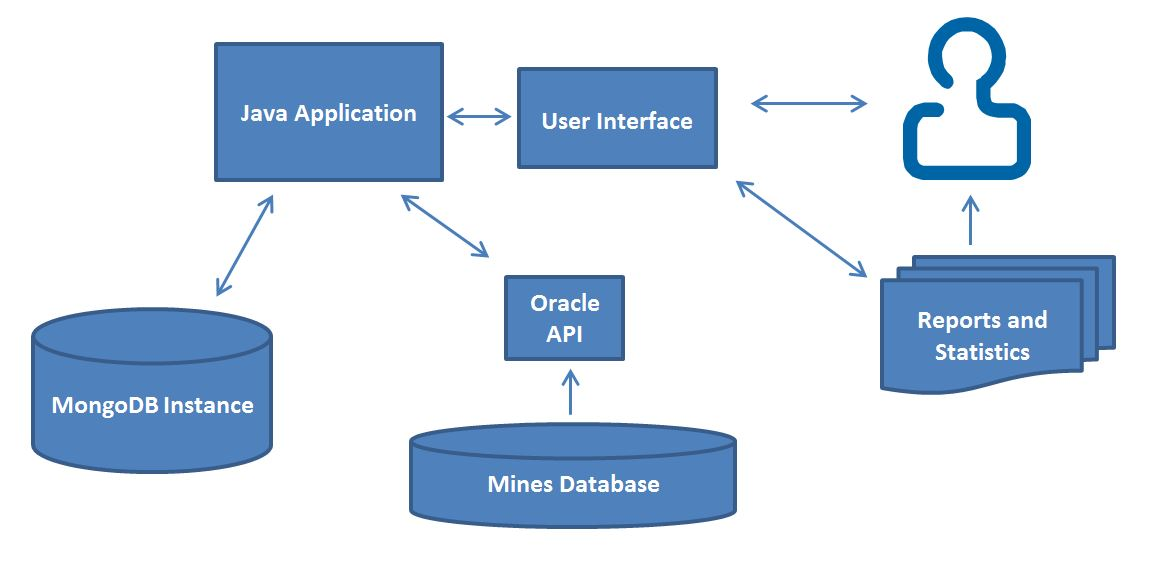 Java Application
User Interface
Oracle
API
Reports and
Statistics
MongoDB Instance
Mines Database